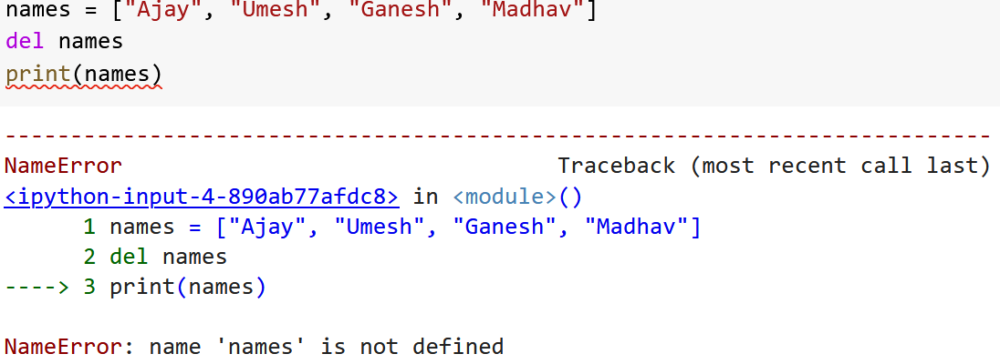 names = ["Ajay", "Umesh", "Ganesh", "Madhav"]
del names
print(names)
---------------------------------------------------------------------------
NameError                                 Traceback (most recent call last)
<ipython-input-4-890ab77afdc8> in <module>()
      1 names = ["Ajay", "Umesh", "Ganesh", "Madhav"]
      2 del names
----> 3 print(names)
NameError: name 'names' is not defined